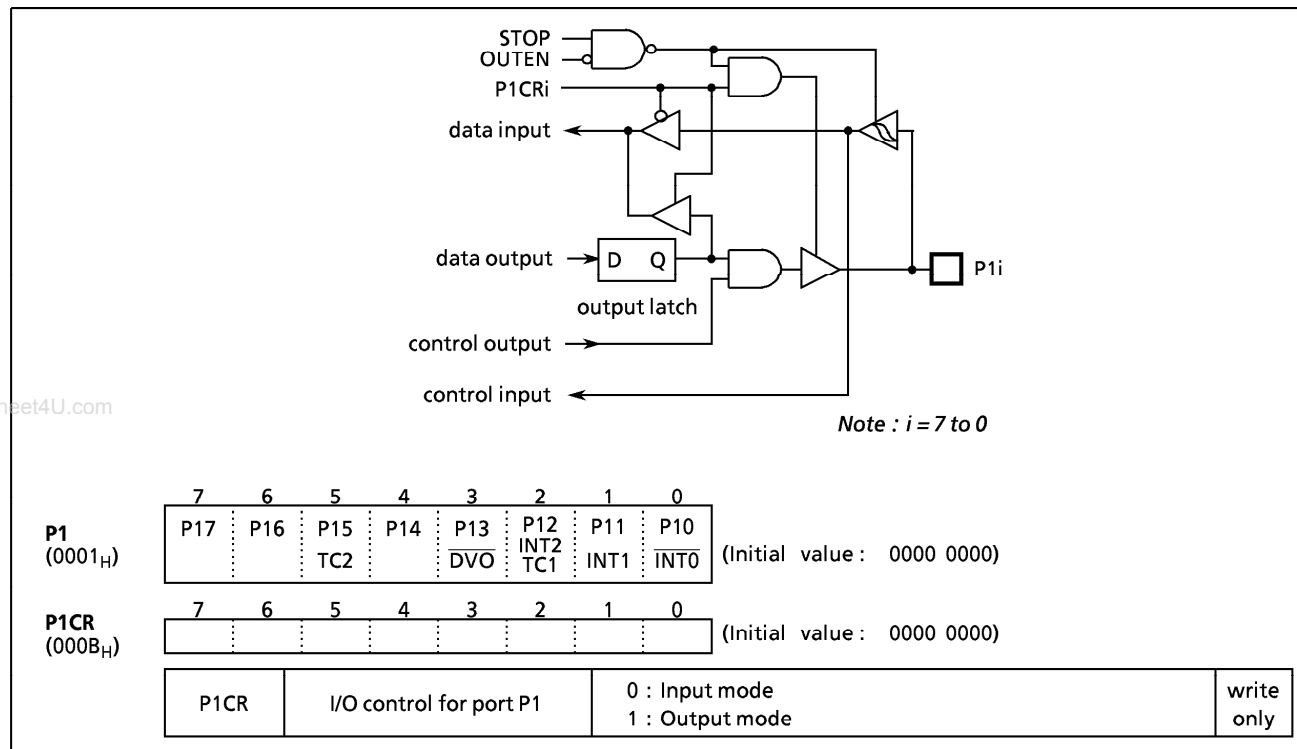 STOP
OUTEN
P1CRi
data input
data output
D Q
P1i
output latch
control output
control input
eet4U.com
Note : i = 7 to 0
7 6 5 4 3 2 1 0
P1
(0001H)
P17 P16 P15 P14 P13 P12 P11 P10
TC2 DVO INT2 TC1 INT1 INT0
(Initial value : 0000 0000)
7 6 5 4 3 2 1 0
P1CR
(000BH)
(Initial value : 0000 0000)
P1CR I/O control for port P1
0 : Input mode
1 : Output mode
write
only